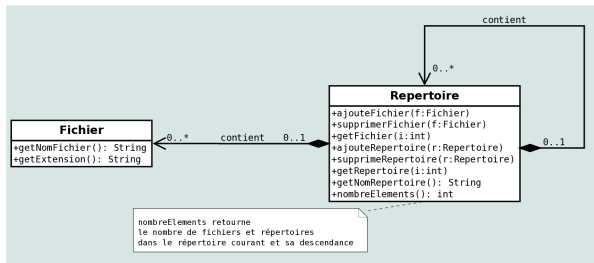 contient
0..*
Repertoire
+ajouteFichier(f:Fichier)
+supprimerFichier(f:Fichier)
+getFichier(i:int)
+ajouteRepertoire(r:Repertoire)
+supprimeRepertoire(r:Repertoire)
+getRepertoire(i:int)
+getNomRepertoire(): String
+nombreElements(): int
0..1
Fichier
+getNomFichier(): String
+getExtension(): String
0..* contient 0..1
nombreElements retourne
le nombre de fichiers et répertoires
dans le répertoire courant et sa descendance